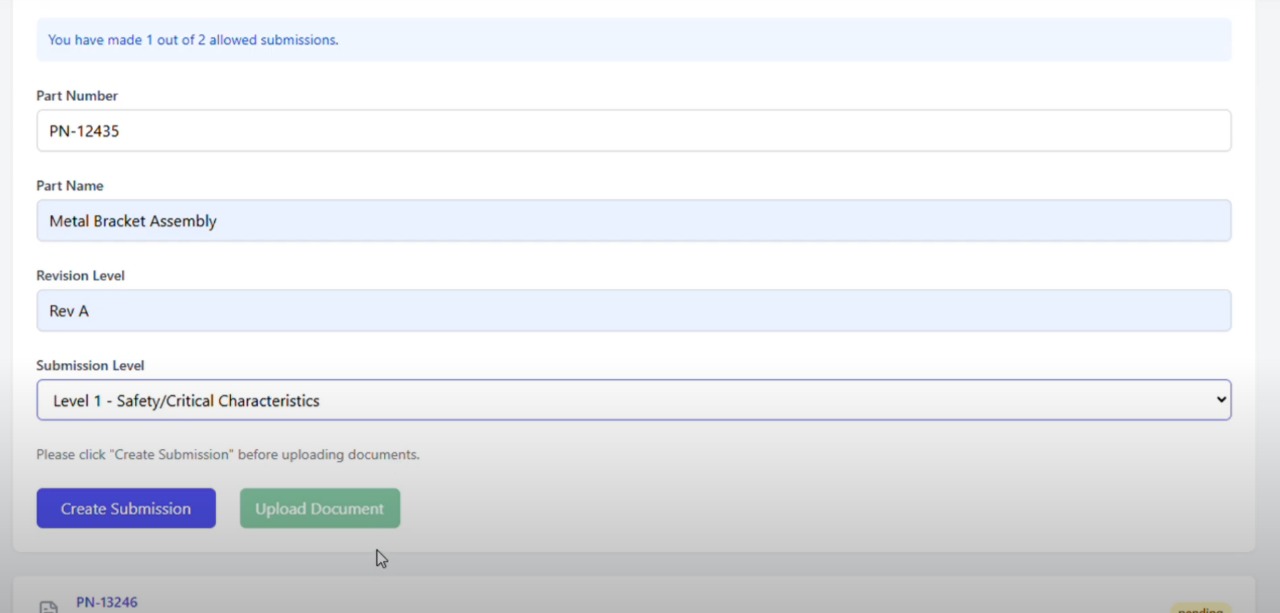 You have made 1 out of 2 allowed submissions.
Part Number
PN-12435
Part Name
Metal Bracket Assembly
Revision Level
Rev A
Submission Level
Level 1 - Safety/Critical Characteristics
Please click "Create Submission" before uploading documents.
Create Submission
Upload Document
PN-13246
pending